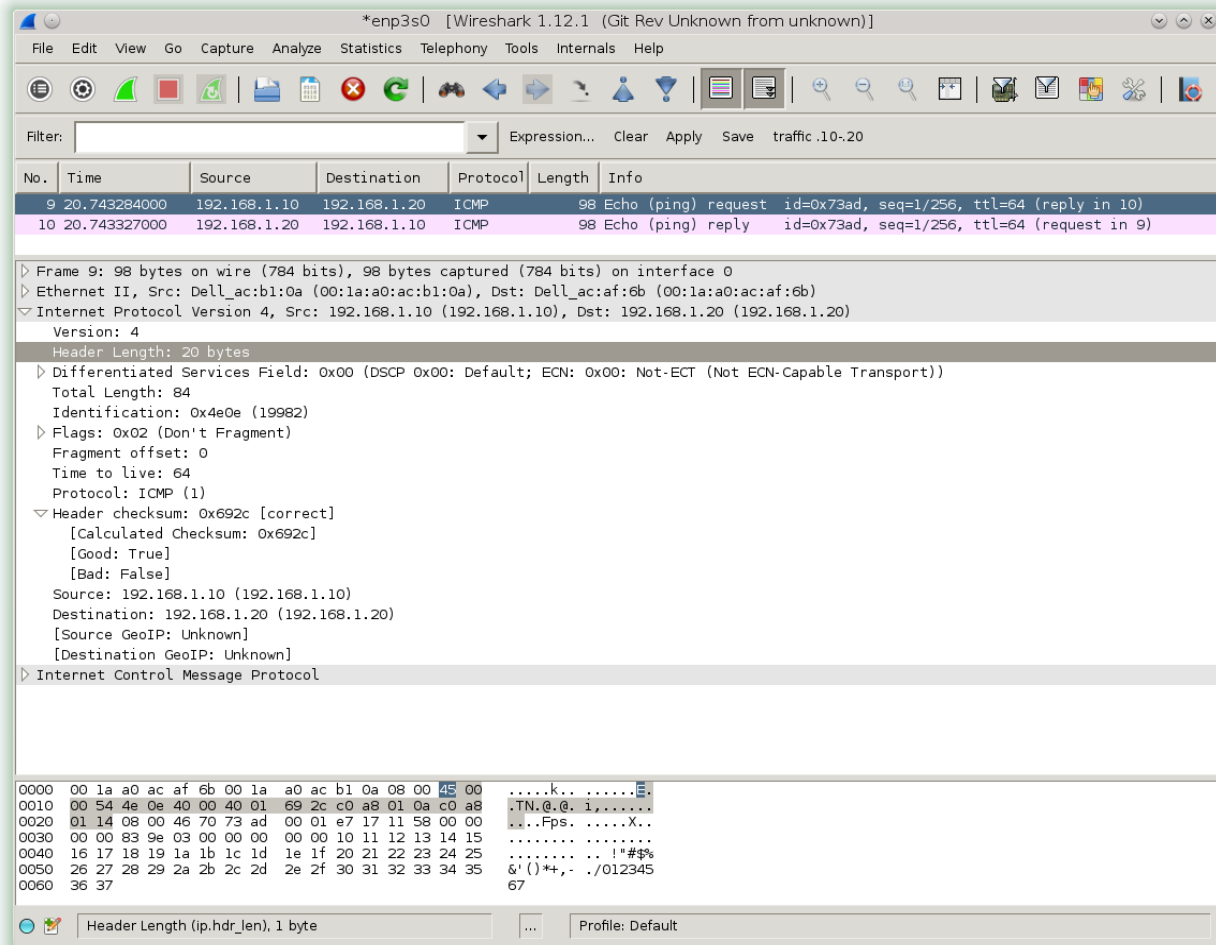 *enp3s0 [Wireshark 1.12.1 (Git Rev Unknown from unknown)]
File Edit View Go Capture Analyze Statistics Telephony Tools Internals Help
Filter: Expression... Clear Apply Save traffic .10-.20
No. Time Source Destination Protocol Length Info
9 20.743284000 192.168.1.10 192.168.1.20 ICMP 98 Echo (ping) request id=0x73ad, seq=1/256, ttl=64 (reply in 10)
10 20.743327000 192.168.1.20 192.168.1.10 ICMP 98 Echo (ping) reply id=0x73ad, seq=1/256, ttl=64 (request in 9)
Frame 9: 98 bytes on wire (784 bits), 98 bytes captured (784 bits) on interface 0
Ethernet II, Src: Dell_ac:b1:0a (00:1a:a0:ac:b1:0a), Dst: Dell_ac:af:6b (00:1a:a0:ac:af:6b)
Internet Protocol Version 4, Src: 192.168.1.10 (192.168.1.10), Dst: 192.168.1.20 (192.168.1.20)
Version: 4
Header Length: 20 bytes
Differentiated Services Field: 0x00 (DSCP 0x00: Default; ECN: 0x00: Not-ECT (Not ECN-Capable Transport))
Total Length: 84
Identification: 0x4e0e (19982)
Flags: 0x02 (Don't Fragment)
Fragment offset: 0
Time to live: 64
Protocol: ICMP (1)
Header checksum: 0x692c [correct]
[Calculated Checksum: 0x692c]
[Good: True]
[Bad: False]
Source: 192.168.1.10 (192.168.1.10)
Destination: 192.168.1.20 (192.168.1.20)
[Source GeoIP: Unknown]
[Destination GeoIP: Unknown]
Internet Control Message Protocol
0000 00 1a a0 ac af 6b 00 1a a0 ac b1 0a 08 00 45 00 .....k.. ......E.
0010 00 54 4e 0e 40 00 40 01 69 2c c0 a8 01 0a c0 a8 .TN.@.@. i,......
0020 01 14 08 00 46 70 73 ad 00 01 e7 17 11 58 00 00 ....Fps. .....X..
0030 00 00 83 9e 03 00 00 00 00 00 10 11 12 13 14 15 ........ ........
0040 16 17 18 19 1a 1b 1c 1d 1e 1f 20 21 22 23 24 25 ........ .. !"#$%
0050 26 27 28 29 2a 2b 2c 2d 2e 2f 30 31 32 33 34 35 &'()*+,- ./012345
0060 36 37 67
Header Length (ip.hdr_len), 1 byte ... Profile: Default